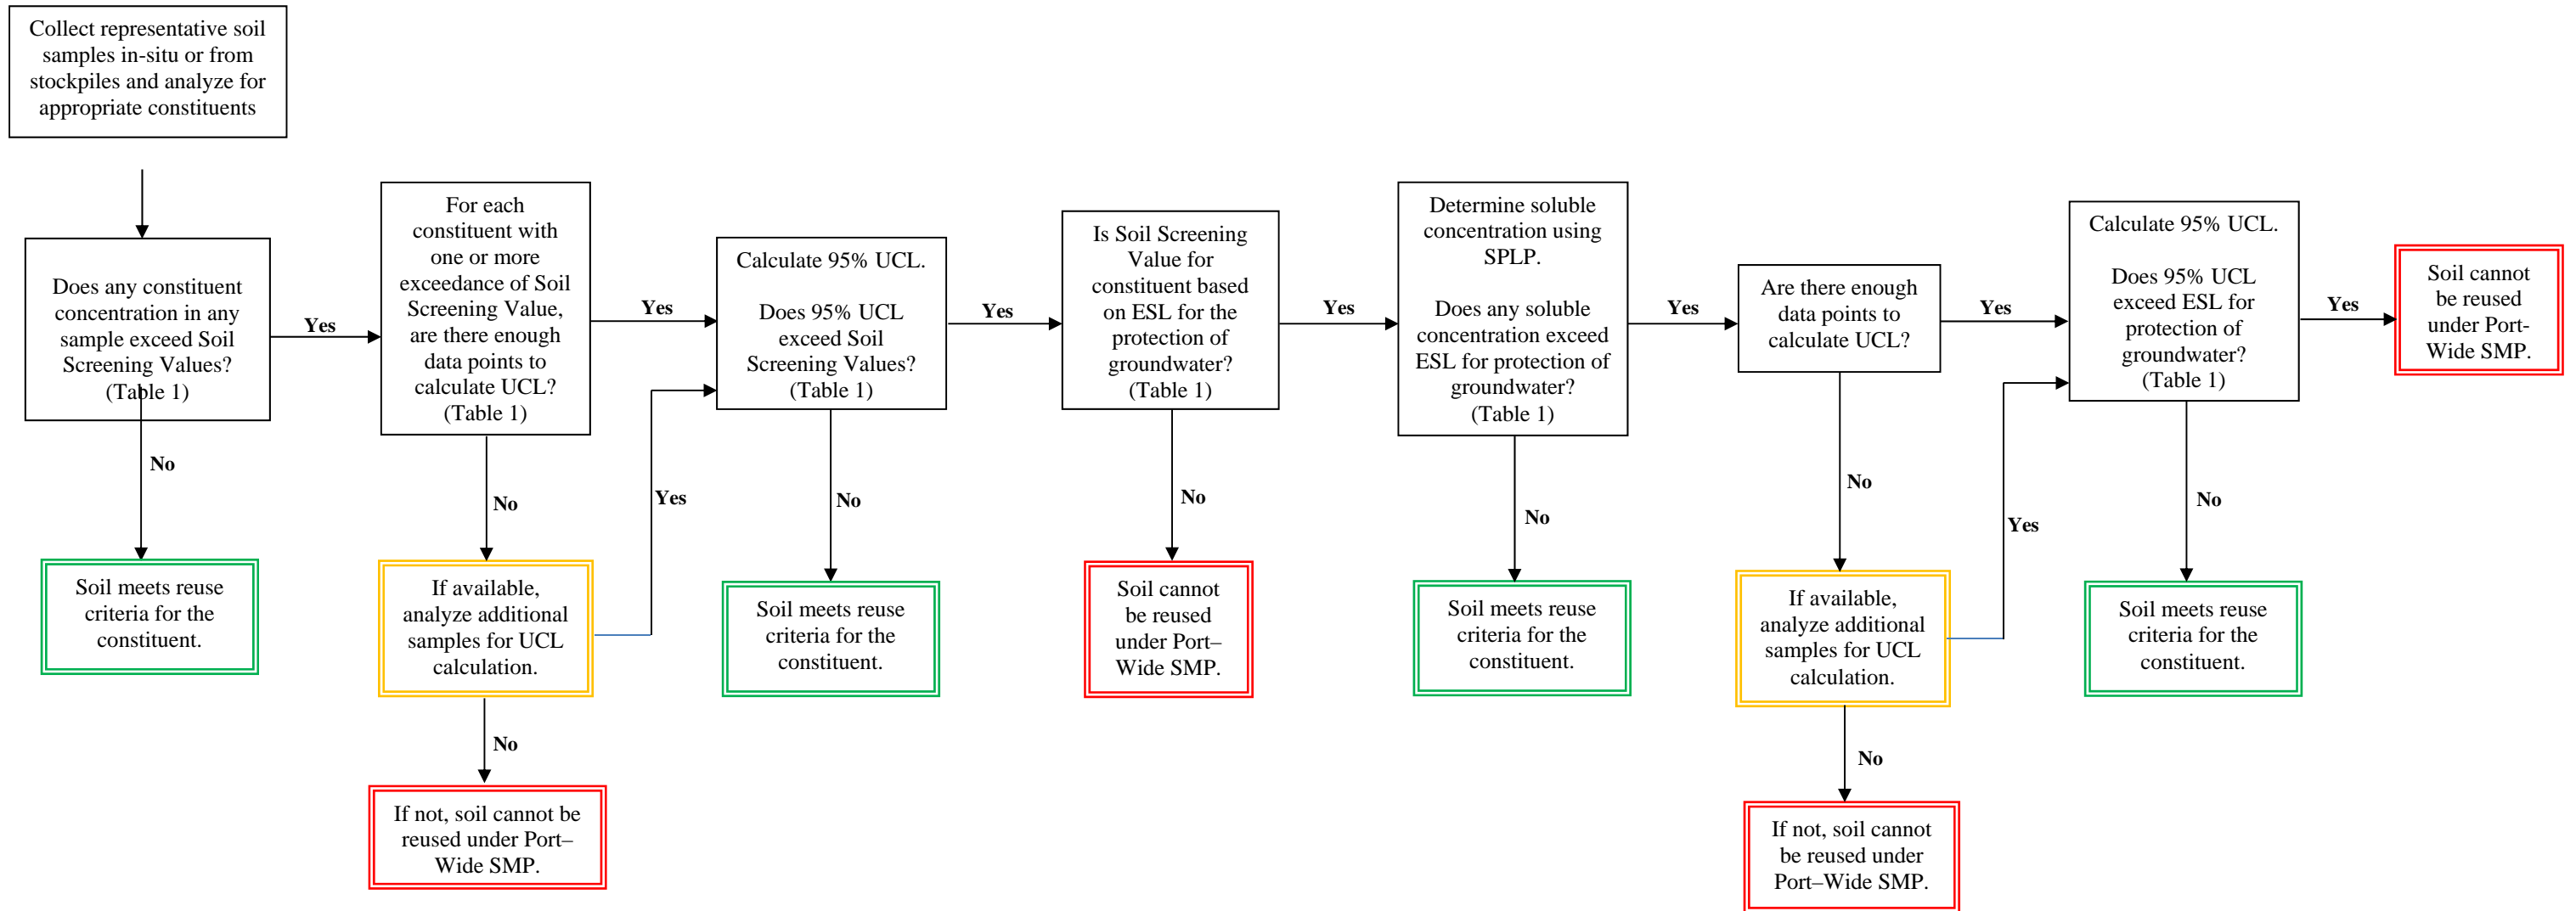 Collect representative soil
samples in-situ or from
stockpiles and analyze for
appropriate constituents
Does any constituent
concentration in any
sample exceed Soil
Screening Values?
(Table 1)
Yes
No
Soil meets reuse
criteria for the
constituent.
For each
constituent with
one or more
exceedance of Soil
Screening Value,
are there enough
data points to
calculate UCL?
(Table 1)
Yes
No
If available,
analyze additional
samples for UCL
calculation.
Yes
No
If not, soil cannot be
reused under Port–
Wide SMP.
Calculate 95% UCL.
Does 95% UCL
exceed Soil
Screening Values?
(Table 1)
Yes
No
Soil meets reuse
criteria for the
constituent.
Is Soil Screening
Value for
constituent based
on ESL for the
protection of
groundwater?
(Table 1)
Yes
No
Soil cannot
be reused
under Port–
Wide SMP.
Determine soluble
concentration using
SPLP.
Does any soluble
concentration exceed
ESL for protection of
groundwater?
(Table 1)
Yes
No
Soil meets reuse
criteria for the
constituent.
Are there enough
data points to
calculate UCL?
Yes
No
If available,
analyze additional
samples for UCL
calculation.
Yes
No
If not, soil cannot
be reused under
Port–Wide SMP.
Calculate 95% UCL.
Does 95% UCL
exceed ESL for
protection of
groundwater?
(Table 1)
Yes
No
Soil meets reuse
criteria for the
constituent.
Soil cannot
be reused
under Port-
Wide SMP.